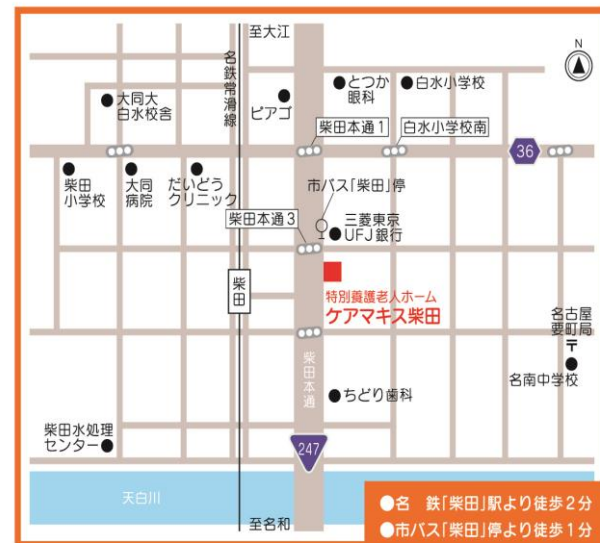 至大江
N
名鉄常滑線
大同大
白水校舎
ピアゴ
とつか
眼科
白水小学校
柴田本通1
白水小学校南
36
柴田
小学校
大同
病院
だいどう
クリニック
市バス「柴田」停
柴田本通3
三菱東京
UFJ銀行
柴田
特別養護老人ホーム
ケアマキス柴田
名古屋
要町局
〒
名南中学校
柴田本通
ちどり歯科
柴田水処理
センター
247
天白川
至名和
●名 鉄「柴田」駅より徒歩2分
●市バス「柴田」停より徒歩1分